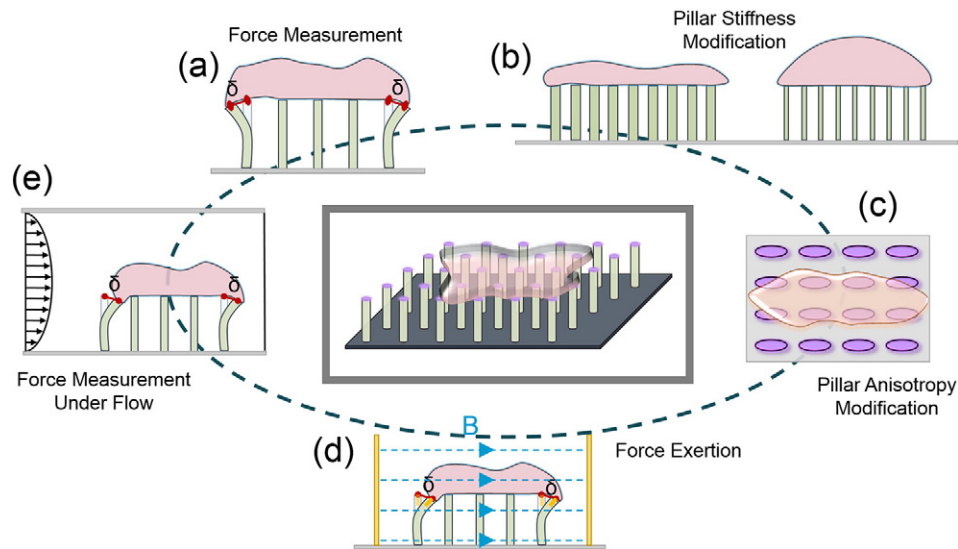 Force Measurement
(a)
δ̄ δ̄
Pillar Stiffness
Modification
(b)
(c)
Pillar Anisotropy
Modification
(e)
δ̄ δ̄
Force Measurement
Under Flow
(d)
B
δ̄ δ̄
Force Exertion